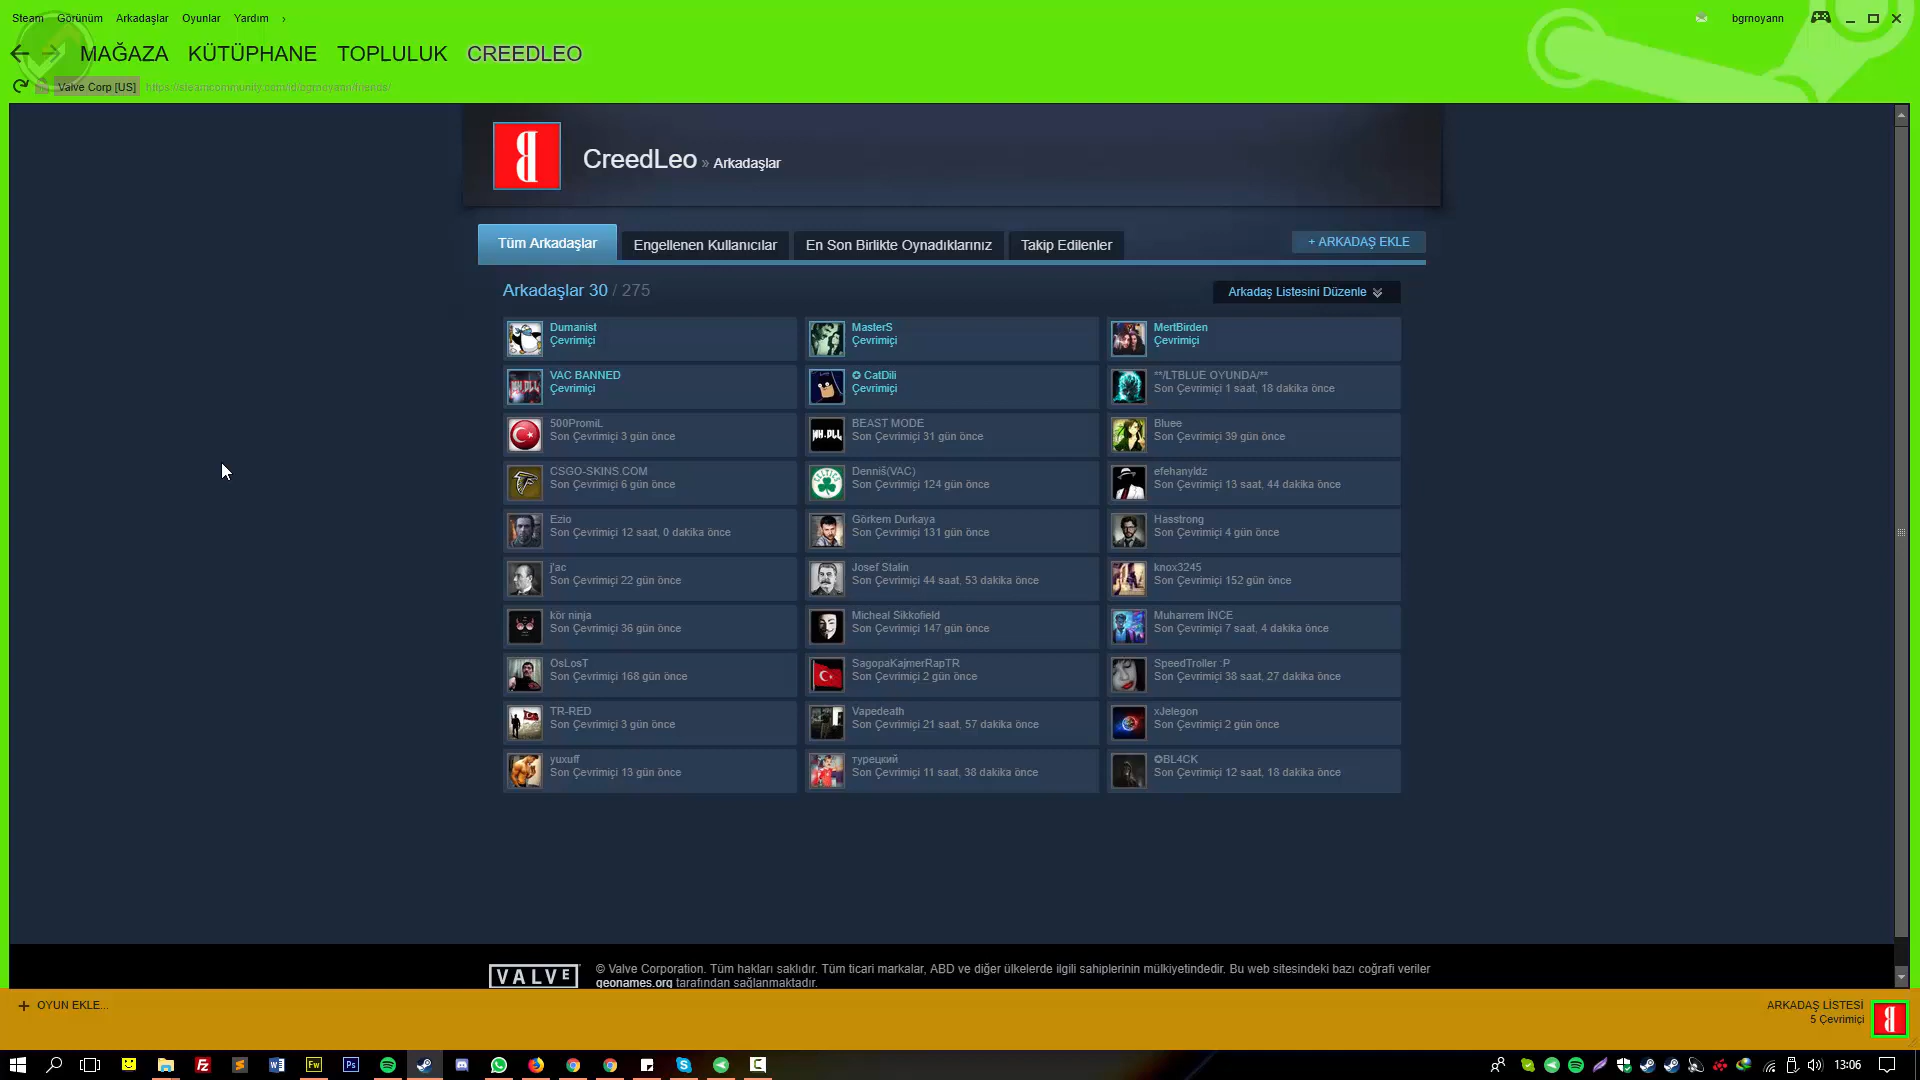 Steam Görünüm Arkadaşlar Oyunlar Yardım
bgrnoyann
MAĞAZA KÜTÜPHANE TOPLULUK CREEDLEO
Valve Corp [US] https://steamcommunity.com/id/bgrnoyann/friends/
CreedLeo » Arkadaşlar
Tüm Arkadaşlar Engellenen Kullanıcılar En Son Birlikte Oynadıklarınız Takip Edilenler + ARKADAŞ EKLE
Arkadaşlar 30 / 275 Arkadaş Listesini Düzenle
Dumanist MasterS MertBirden
Çevrimiçi Çevrimiçi Çevrimiçi
VAC BANNED ✪ CatDili **/LTBLUE OYUNDA/**
Çevrimiçi Çevrimiçi Son Çevrimiçi 1 saat, 18 dakika önce
500PromiL BEAST MODE Bluee
Son Çevrimiçi 3 gün önce Son Çevrimiçi 31 gün önce Son Çevrimiçi 39 gün önce
CSGO-SKINS.COM Denniš(VAC) efehanyldz
Son Çevrimiçi 6 gün önce Son Çevrimiçi 124 gün önce Son Çevrimiçi 13 saat, 44 dakika önce
Ezio Görkem Durkaya Hasstrong
Son Çevrimiçi 12 saat, 0 dakika önce Son Çevrimiçi 131 gün önce Son Çevrimiçi 4 gün önce
j'ac Josef Stalin knox3245
Son Çevrimiçi 22 gün önce Son Çevrimiçi 44 saat, 53 dakika önce Son Çevrimiçi 152 gün önce
kör ninja Micheal Sikkofield Muharrem İNCE
Son Çevrimiçi 36 gün önce Son Çevrimiçi 147 gün önce Son Çevrimiçi 7 saat, 4 dakika önce
OsLosT SagopaKajmerRapTR SpeedTroller :P
Son Çevrimiçi 168 gün önce Son Çevrimiçi 2 gün önce Son Çevrimiçi 38 saat, 27 dakika önce
TR-RED Vapedeath xJelegon
Son Çevrimiçi 3 gün önce Son Çevrimiçi 21 saat, 57 dakika önce Son Çevrimiçi 2 gün önce
yuxuff турецкий ✪BL4CK
Son Çevrimiçi 13 gün önce Son Çevrimiçi 11 saat, 38 dakika önce Son Çevrimiçi 12 saat, 18 dakika önce
VALVE
© Valve Corporation. Tüm hakları saklıdır. Tüm ticari markalar, ABD ve diğer ülkelerde ilgili sahiplerinin mülkiyetindedir. Bu web sitesindeki bazı coğrafi veriler
geonames.org tarafından sağlanmaktadır.
+ OYUN EKLE...
ARKADAŞ LİSTESİ
5 Çevrimiçi
13:06